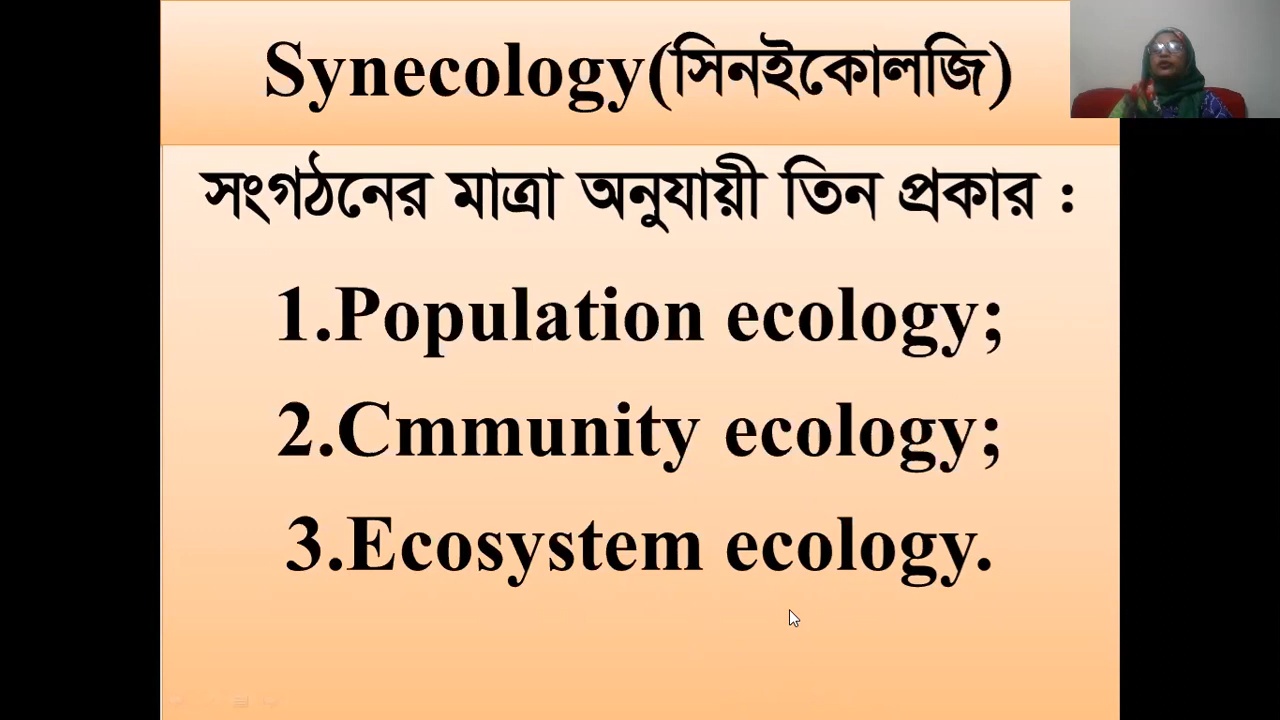 Synecology(সিনইকোলজি)
সংগঠনের মাত্রা অনুযায়ী তিন প্রকার :
1.Population ecology;
2.Cmmunity ecology;
3.Ecosystem ecology.